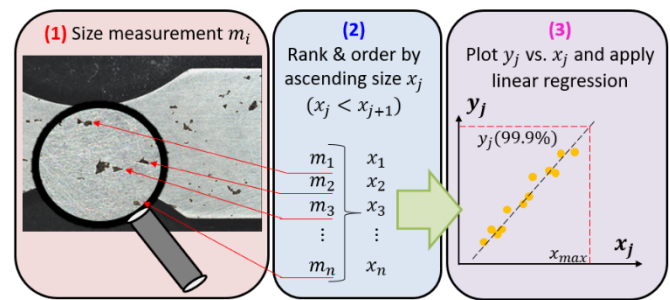 (1) Size measurement m_i
(2)
Rank & order by
ascending size x_j
(x_j < x_{j+1})
m_1 x_1
m_2 x_2
m_3 x_3
⋮ ⋮
m_n x_n
(3)
Plot y_j vs. x_j and apply
linear regression
y_j
y_j(99.9%)
x_max
x_j